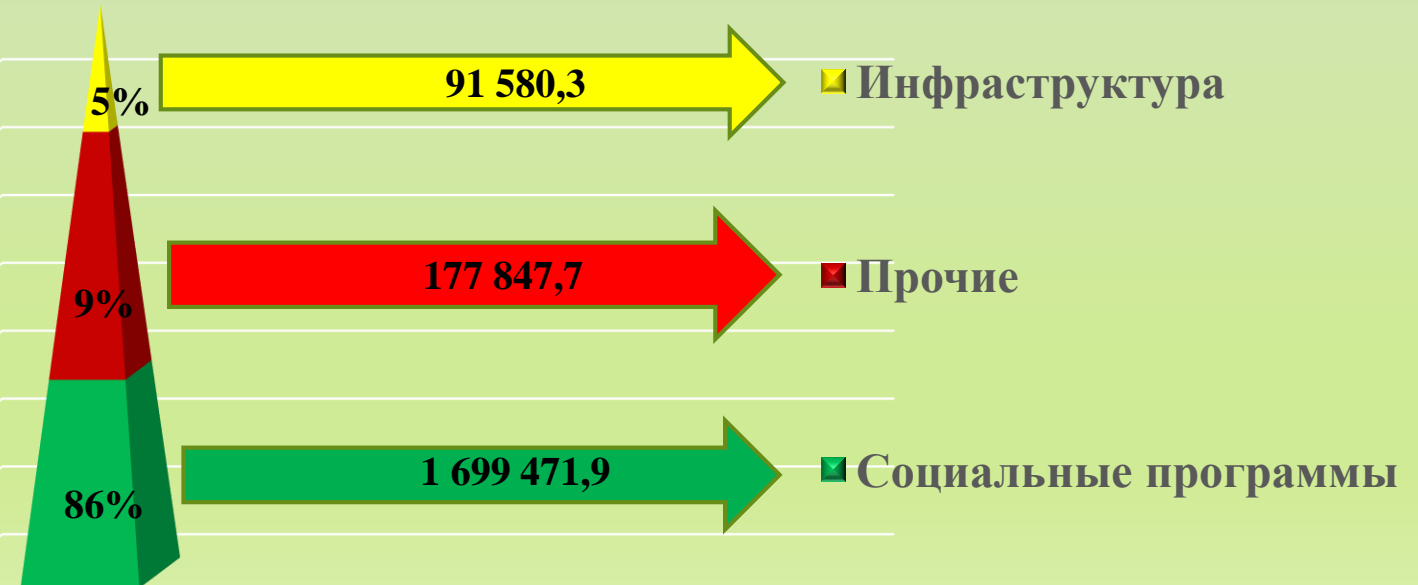 5%
91 580,3
Инфраструктура
9%
177 847,7
Прочие
86%
1 699 471,9
Социальные программы